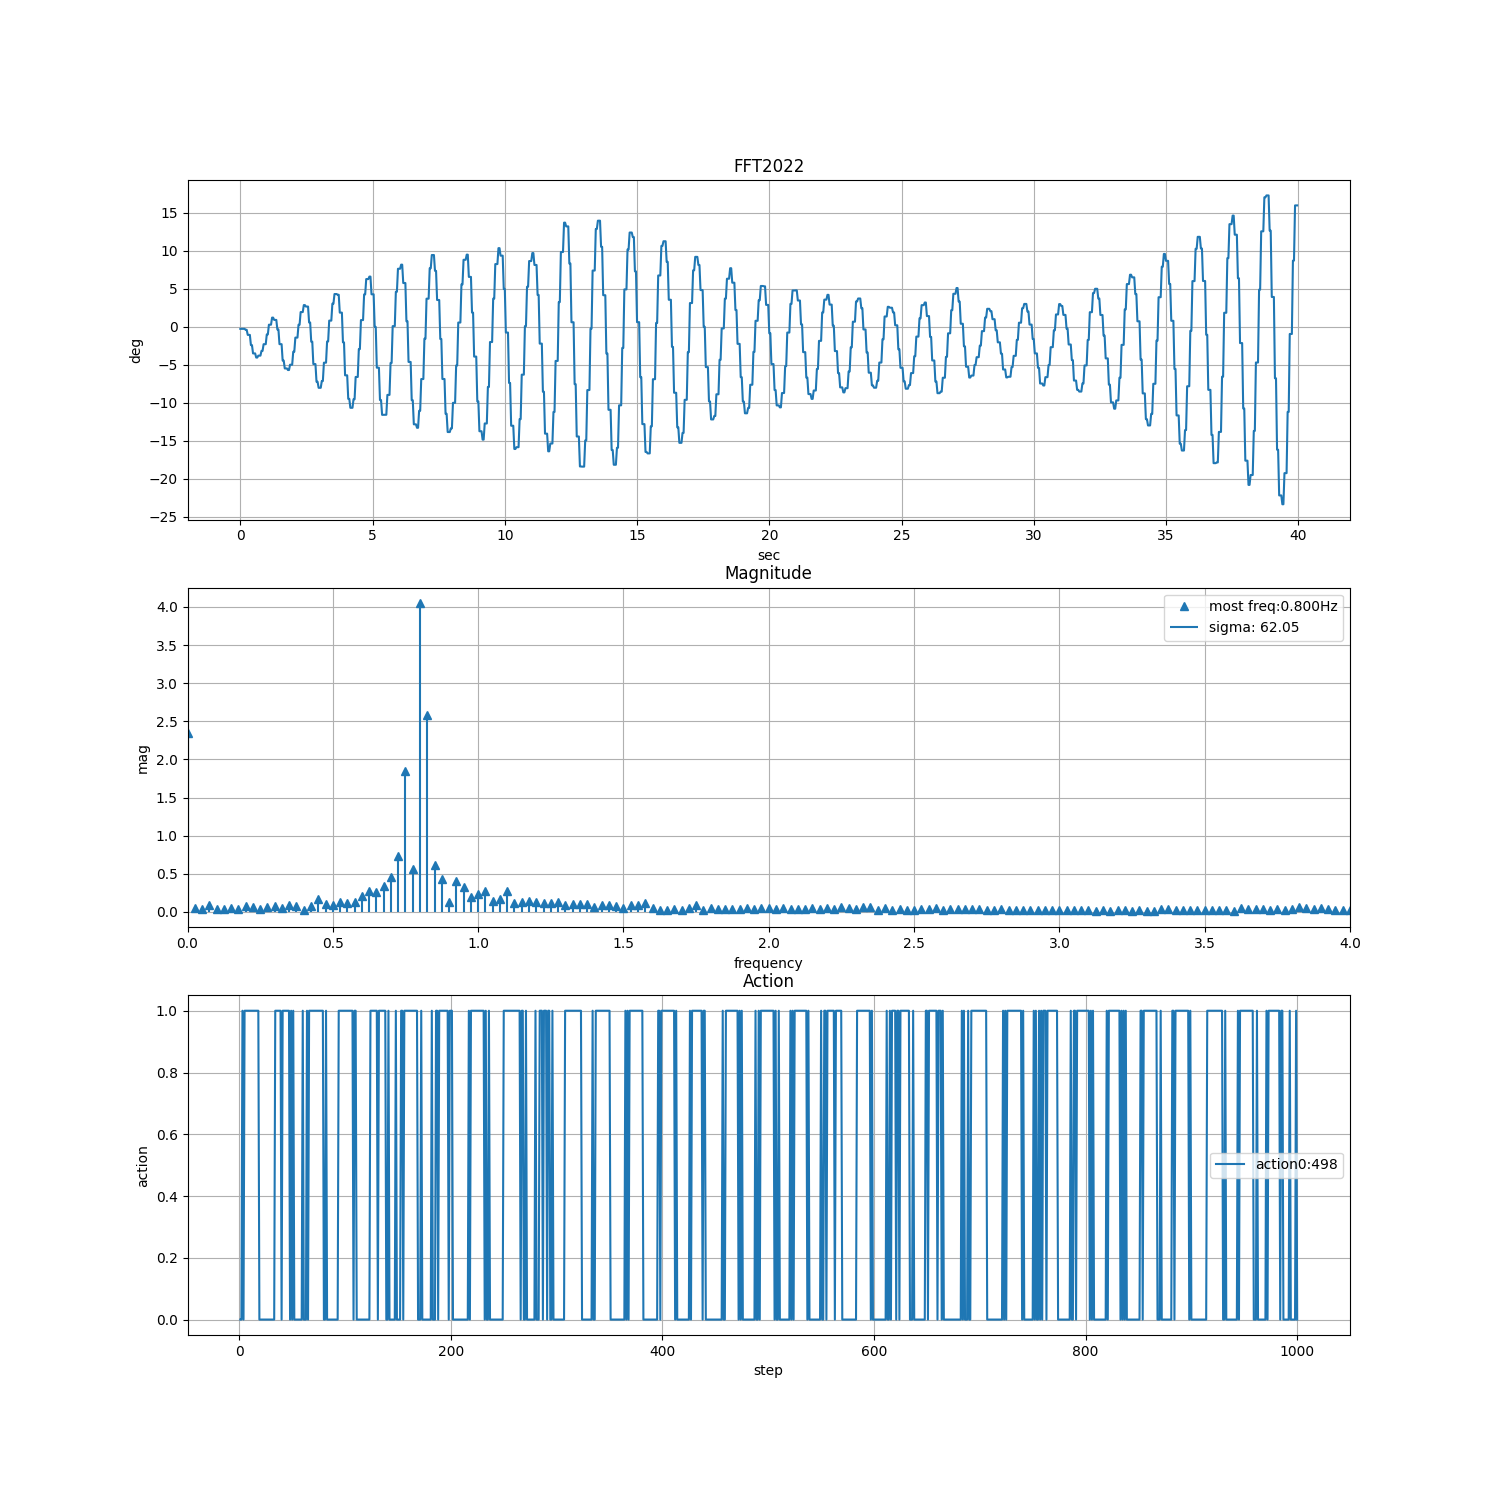 FFT2022
15
10
5
0
−5
−10
−15
−20
−25
deg
0 5 10 15 20 25 30 35 40
sec
Magnitude
4.0
3.5
3.0
2.5
2.0
1.5
1.0
0.5
0.0
mag
most freq:0.800Hz
sigma: 62.05
0.0 0.5 1.0 1.5 2.0 2.5 3.0 3.5 4.0
frequency
Action
1.0
0.8
0.6
0.4
0.2
0.0
action
action0:498
0 200 400 600 800 1000
step